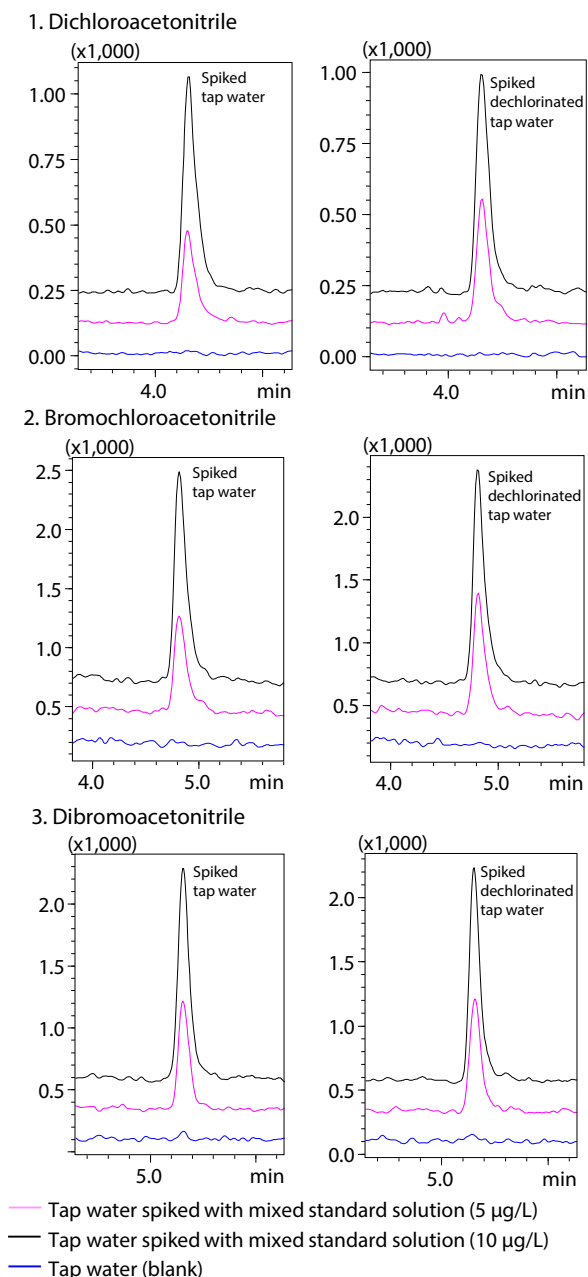 1. Dichloroacetonitrile
(x1,000)
Spiked
tap water
1.00
0.75
0.50
0.25
0.00
4.0
min
(x1,000)
Spiked
dechlorinated
tap water
1.00
0.75
0.50
0.25
0.00
4.0
min
2. Bromochloroacetonitrile
(x1,000)
Spiked
tap water
2.5
2.0
1.5
1.0
0.5
4.0
5.0
min
(x1,000)
Spiked
dechlorinated
tap water
2.0
1.5
1.0
0.5
4.0
5.0
min
3. Dibromoacetonitrile
(x1,000)
Spiked
tap water
2.0
1.5
1.0
0.5
5.0
min
(x1,000)
Spiked
dechlorinated
tap water
2.0
1.5
1.0
0.5
0.0
5.0
min
Tap water spiked with mixed standard solution (5 µg/L)
Tap water spiked with mixed standard solution (10 µg/L)
Tap water (blank)